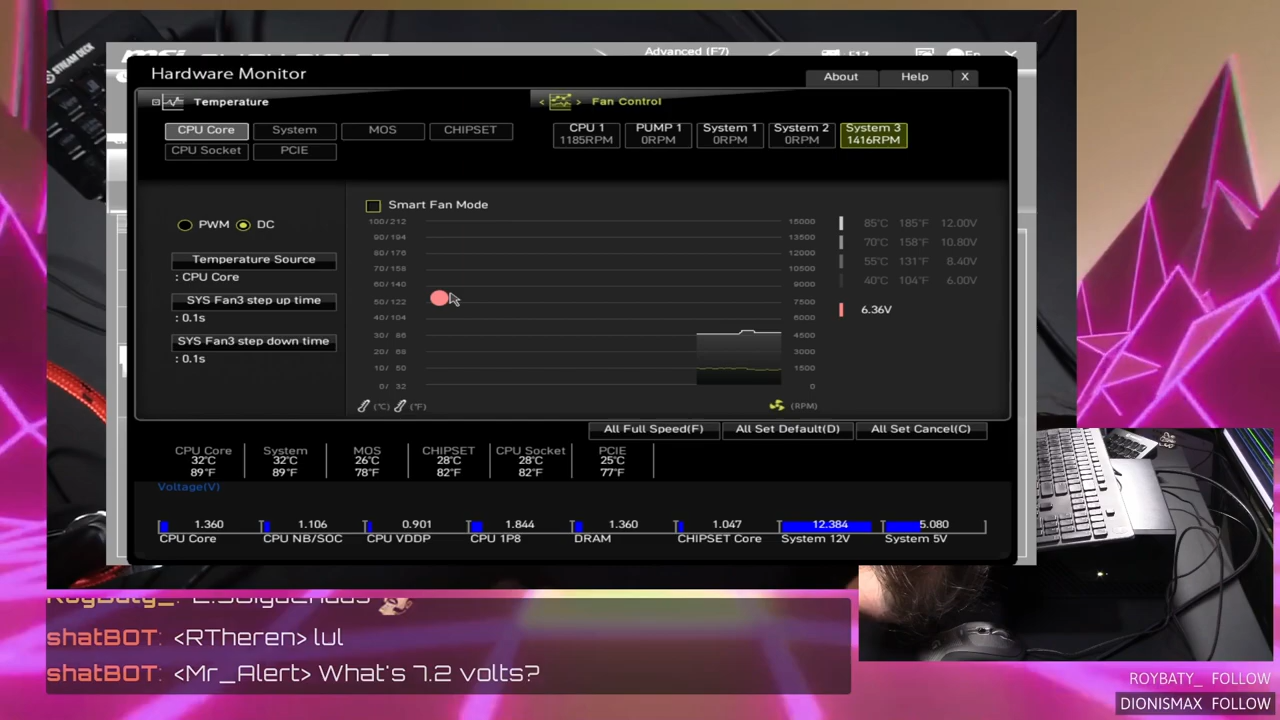 STREAM DECK
msi
Advanced (F7)
F12
En
Hardware Monitor
About
Help
X
Temperature
Fan Control
CPU Core
System
MOS
CHIPSET
CPU Socket
PCIE
CPU 1
1185RPM
PUMP 1
0RPM
System 1
0RPM
System 2
0RPM
System 3
1416RPM
Smart Fan Mode
PWM
DC
Temperature Source
: CPU Core
SYS Fan3 step up time
: 0.1s
SYS Fan3 step down time
: 0.1s
100/212 15000
90/194 13500
80/176 12000
70/158 10500
60/140 9000
50/122 7500
40/104 6000
30/ 86 4500
20/ 68 3000
10/ 50 1500
0/ 32 0
(°C) (°F)
(RPM)
85°C 185°F 12.00V
70°C 158°F 10.80V
55°C 131°F 8.40V
40°C 104°F 6.00V
6.36V
All Full Speed(F)
All Set Default(D)
All Set Cancel(C)
CPU Core System MOS CHIPSET CPU Socket PCIE
32°C 32°C 26°C 28°C 28°C 25°C
89°F 89°F 78°F 82°F 82°F 77°F
Voltage(V)
1.360 1.106 0.901 1.844 1.360 1.047 12.384 5.080
CPU Core CPU NB/SOC CPU VDDP CPU 1P8 DRAM CHIPSET Core System 12V System 5V
shatBOT: <RTheren> lul
shatBOT: <Mr_Alert> What's 7.2 volts?
ROYBATY_ FOLLOW
DIONISMAX FOLLOW